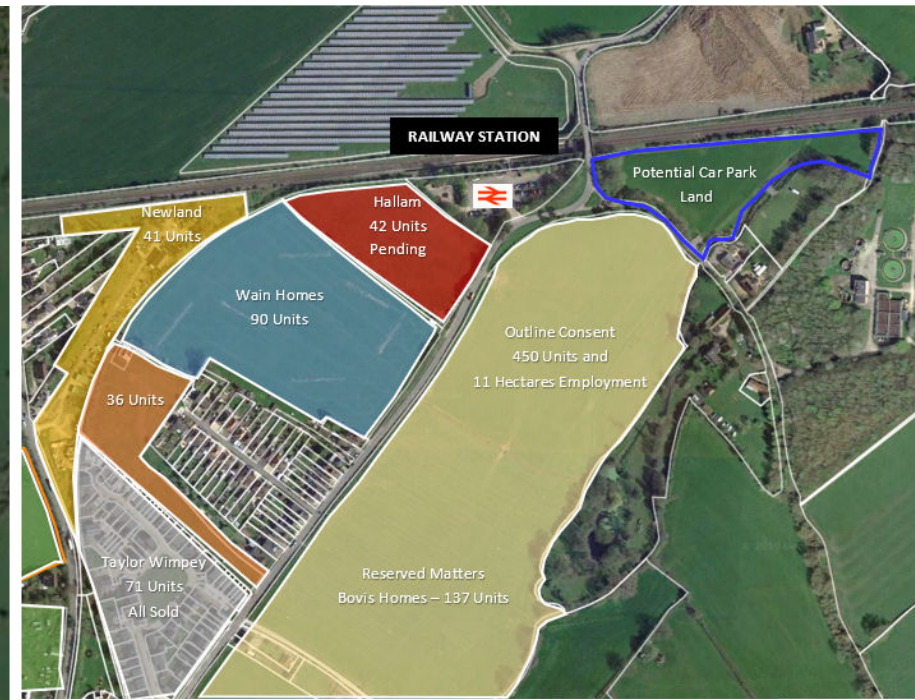 RAILWAY STATION
Potential Car Park
Land
Hallam
42 Units
Pending
Newland
41 Units
Wain Homes
90 Units
Outline Consent
450 Units and
11 Hectares Employment
36 Units
Taylor Wimpey
71 Units
All Sold
Reserved Matters
Bovis Homes – 137 Units